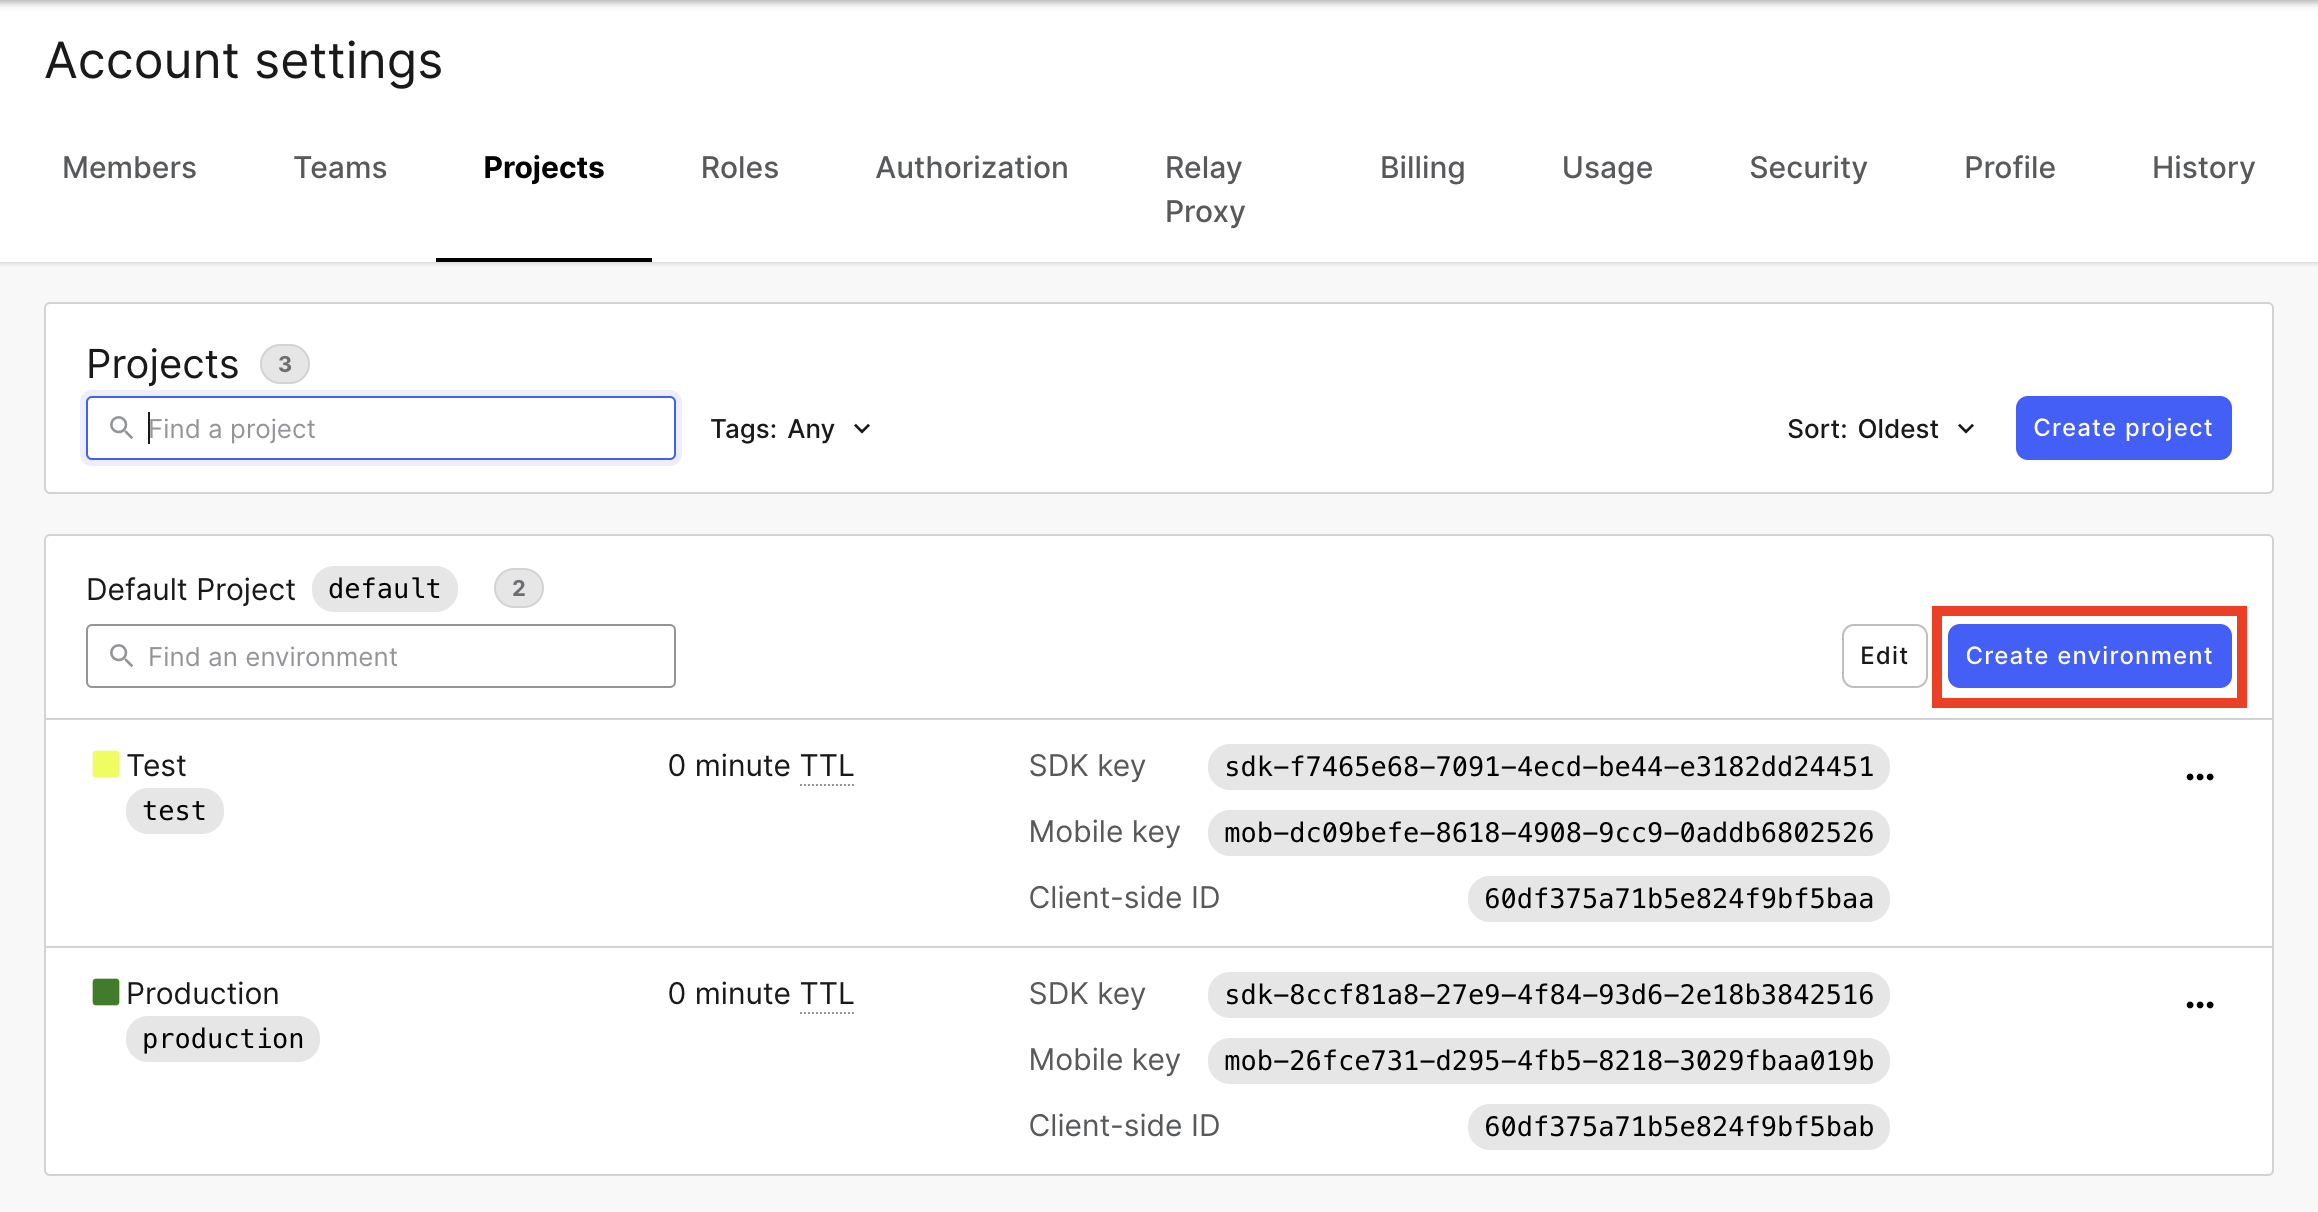 Account settings
Members Teams Projects Roles Authorization Relay Proxy Billing Usage Security Profile History
Projects 3
Find a project Tags: Any Sort: Oldest Create project
Default Project default 2
Find an environment Edit Create environment
Test 0 minute TTL SDK key sdk-f7465e68-7091-4ecd-be44-e3182dd24451
test
Mobile key mob-dc09befe-8618-4908-9cc9-0addb6802526
Client-side ID 60df375a71b5e824f9bf5baa
Production 0 minute TTL SDK key sdk-8ccf81a8-27e9-4f84-93d6-2e18b3842516
production
Mobile key mob-26fce731-d295-4fb5-8218-3029fbaa019b
Client-side ID 60df375a71b5e824f9bf5bab